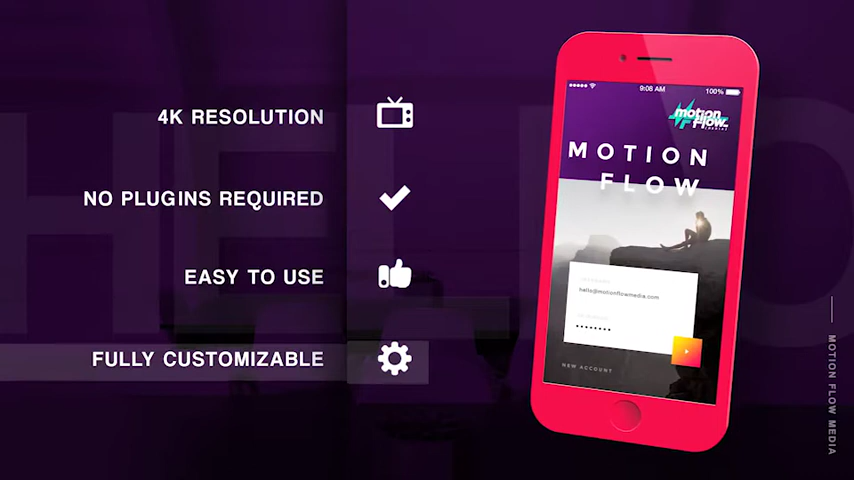 HELLO
4K RESOLUTION
NO PLUGINS REQUIRED
EASY TO USE
FULLY CUSTOMIZABLE
9:08 AM
100%
motion
Flow
MOTION
FLOW
hello@motionflowmedia.com
NEW ACCOUNT
MOTION FLOW MEDIA